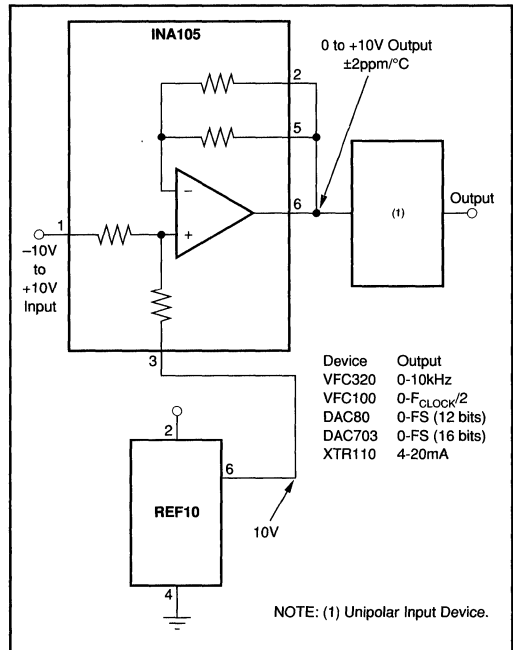 INA105
0 to +10V Output
±2ppm/°C
2
5
6
1
–10V
to
+10V
Input
–
+
3
(1)
Output
Device Output
VFC320 0-10kHz
VFC100 0-FCLOCK/2
DAC80 0-FS (12 bits)
DAC703 0-FS (16 bits)
XTR110 4-20mA
2
6
REF10
10V
4
NOTE: (1) Unipolar Input Device.